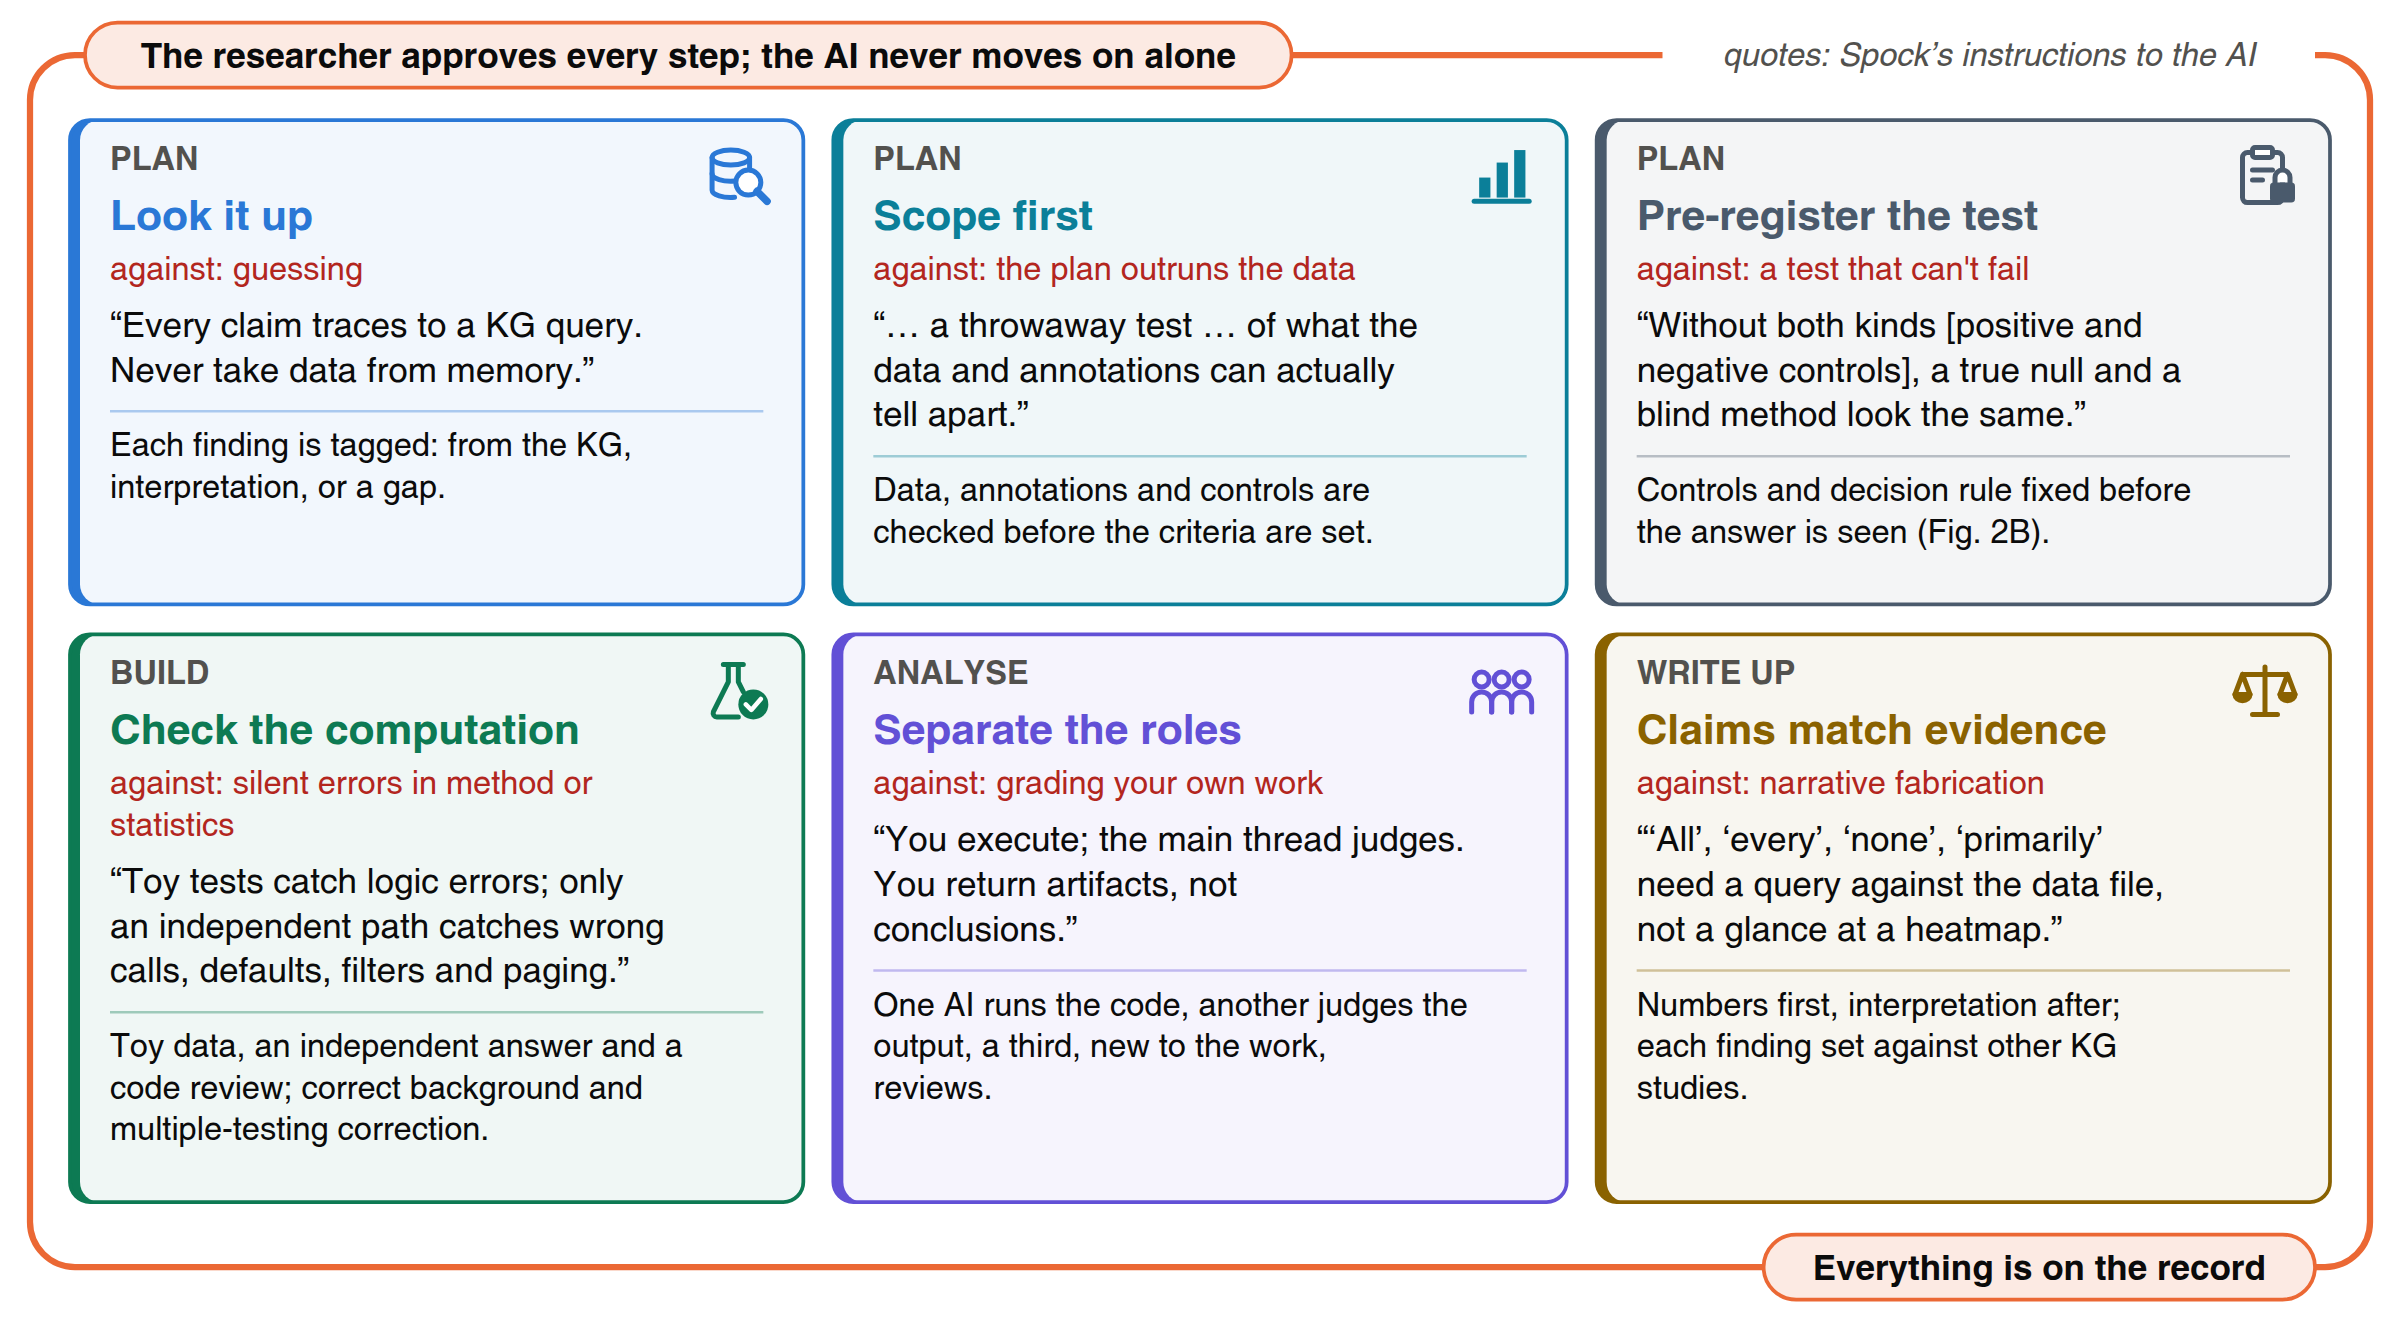 The researcher approves every step; the AI never moves on alone
quotes: Spock’s instructions to the AI
PLAN
Look it up
against: guessing
“Every claim traces to a KG query.
Never take data from memory.”
Each finding is tagged: from the KG,
interpretation, or a gap.
PLAN
Scope first
against: the plan outruns the data
“… a throwaway test … of what the
data and annotations can actually
tell apart.”
Data, annotations and controls are
checked before the criteria are set.
PLAN
Pre-register the test
against: a test that can't fail
“Without both kinds [positive and
negative controls], a true null and a
blind method look the same.”
Controls and decision rule fixed before
the answer is seen (Fig. 2B).
BUILD
Check the computation
against: silent errors in method or
statistics
“Toy tests catch logic errors; only
an independent path catches wrong
calls, defaults, filters and paging.”
Toy data, an independent answer and a
code review; correct background and
multiple-testing correction.
ANALYSE
Separate the roles
against: grading your own work
“You execute; the main thread judges.
You return artifacts, not
conclusions.”
One AI runs the code, another judges the
output, a third, new to the work,
reviews.
WRITE UP
Claims match evidence
against: narrative fabrication
“‘All’, ‘every’, ‘none’, ‘primarily’
need a query against the data file,
not a glance at a heatmap.”
Numbers first, interpretation after;
each finding set against other KG
studies.
Everything is on the record